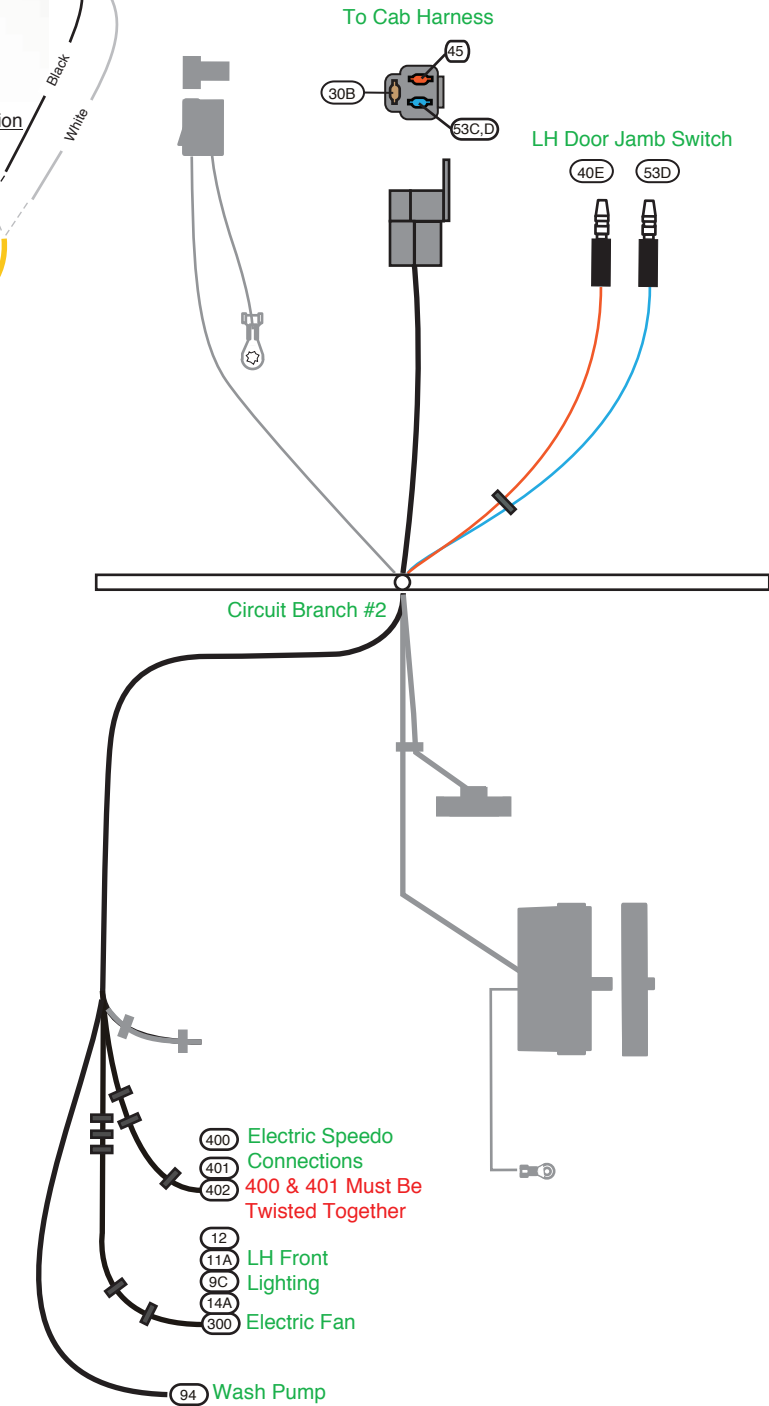 To Cab Harness
Black
White
ion
45
30B
53C,D
LH Door Jamb Switch
40E
53D
Circuit Branch #2
400
Electric Speedo
401
Connections
402
400 & 401 Must Be
Twisted Together
12
11A
LH Front
9C
Lighting
14A
300
Electric Fan
94
Wash Pump